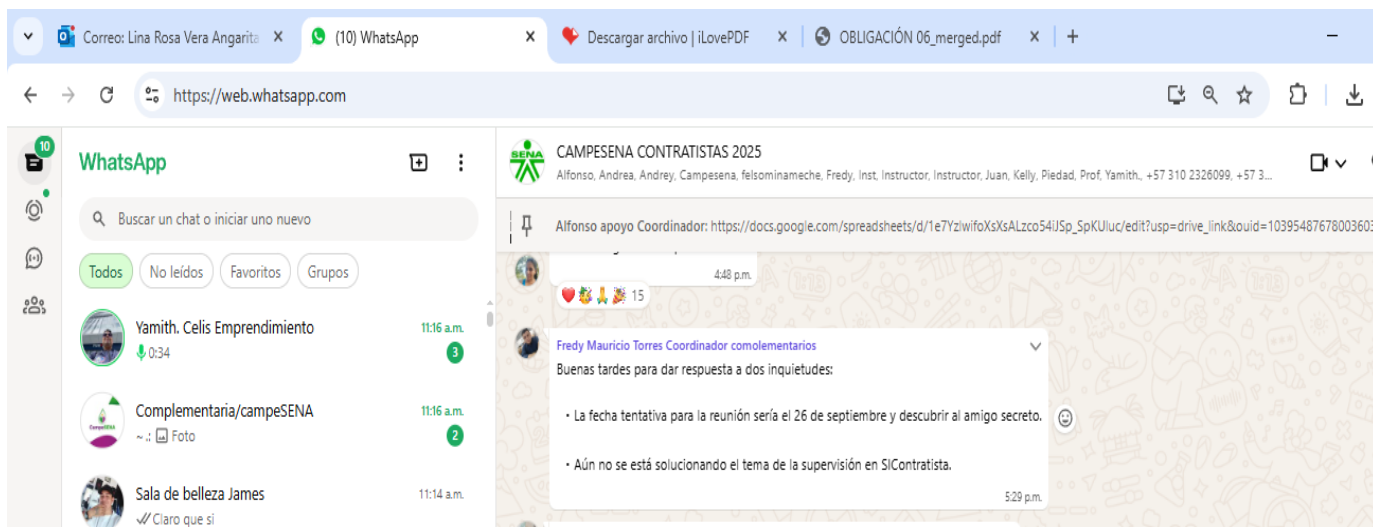 Correo: Lina Rosa Vera Angarita
(10) WhatsApp
Descargar archivo | iLovePDF
OBLIGACIÓN 06_merged.pdf
https://web.whatsapp.com
10
WhatsApp
Buscar un chat o iniciar uno nuevo
Todos
No leídos
Favoritos
Grupos
Yamith. Celis Emprendimiento
11:16 a.m.
0:34
3
Complementaria/campeSENA
11:16 a.m.
~ .: Foto
2
Sala de belleza James
11:14 a.m.
Claro que si
SENA
CAMPESENA CONTRATISTAS 2025
Alfonso, Andrea, Andrey, Campesena, felsominameche, Fredy, Inst, Instructor, Instructor, Juan, Kelly, Piedad, Prof, Yamith., +57 310 2326099, +57 3...
Alfonso apoyo Coordinador: https://docs.google.com/spreadsheets/d/1e7YzlwifoXsXsALzco54iJSp_SpKUluc/edit?usp=drive_link&ouid=10395487678003603
4:48 p.m.
15
Fredy Mauricio Torres Coordinador comolementarios
Buenas tardes para dar respuesta a dos inquietudes:
• La fecha tentativa para la reunión sería el 26 de septiembre y descubrir al amigo secreto.
• Aún no se está solucionando el tema de la supervisión en SIContratista.
5:29 p.m.